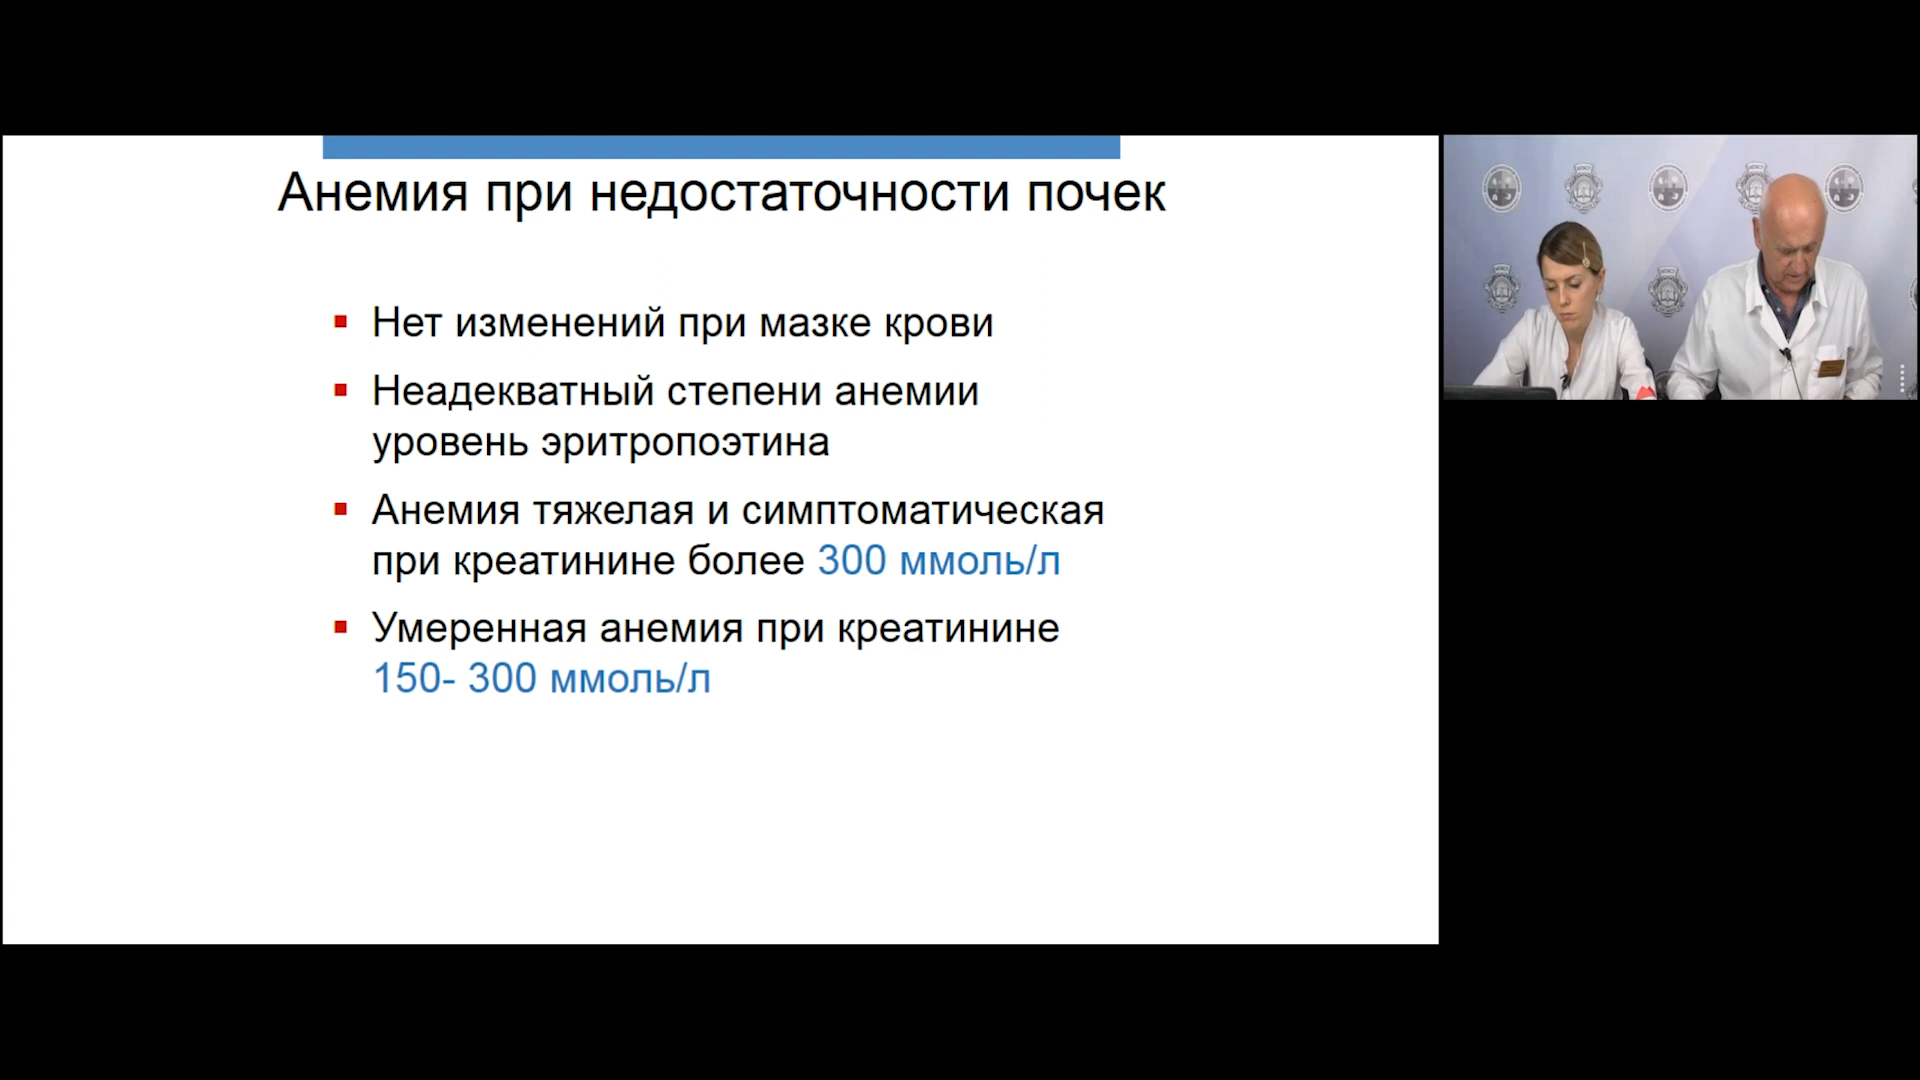 Анемия при недостаточности почек
Нет изменений при мазке крови
Неадекватный степени анемии
уровень эритропоэтина
Анемия тяжелая и симптоматическая
при креатинине более 300 ммоль/л
Умеренная анемия при креатинине
150- 300 ммоль/л